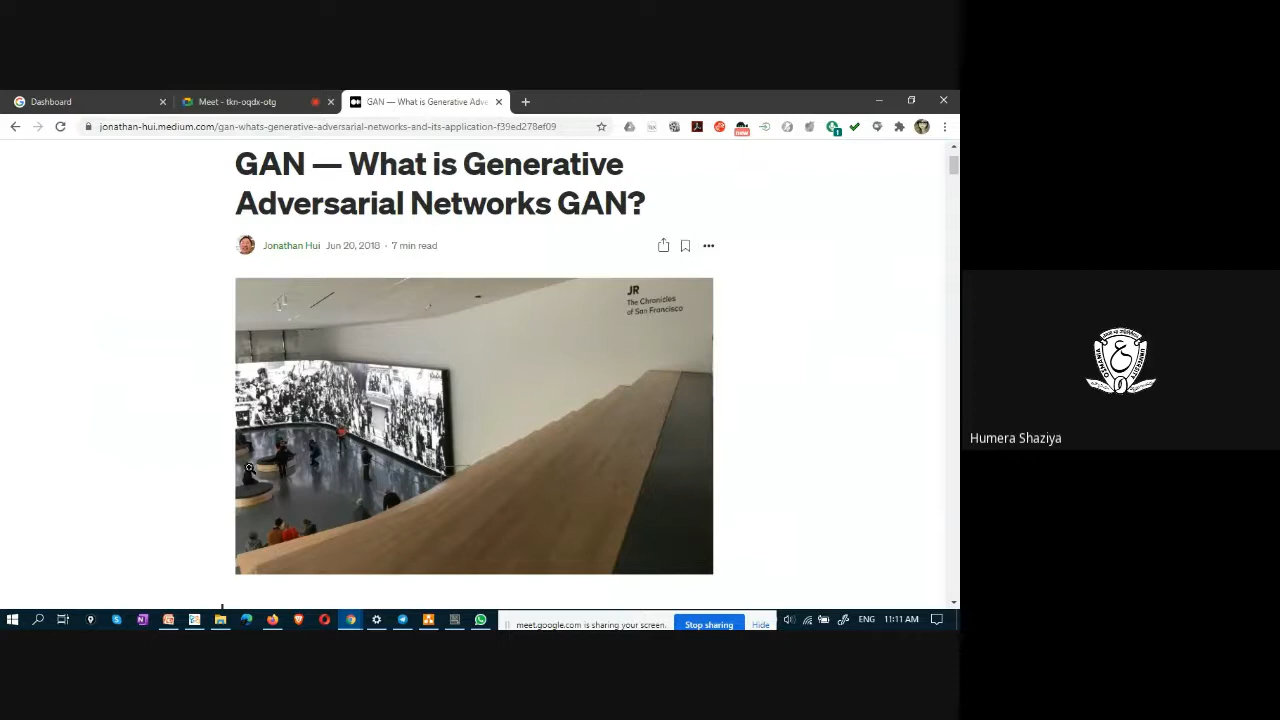 Dashboard
Meet - tkn-oqdx-otg
GAN — What is Generative Adve
jonathan-hui.medium.com/gan-whats-generative-adversarial-networks-and-its-application-f39ed278ef09
GAN — What is Generative
Adversarial Networks GAN?
Jonathan Hui Jun 20, 2018 · 7 min read
JR
The Chronicles
of San Francisco
Humera Shaziya
meet.google.com is sharing your screen. Stop sharing Hide
ENG 11:11 AM